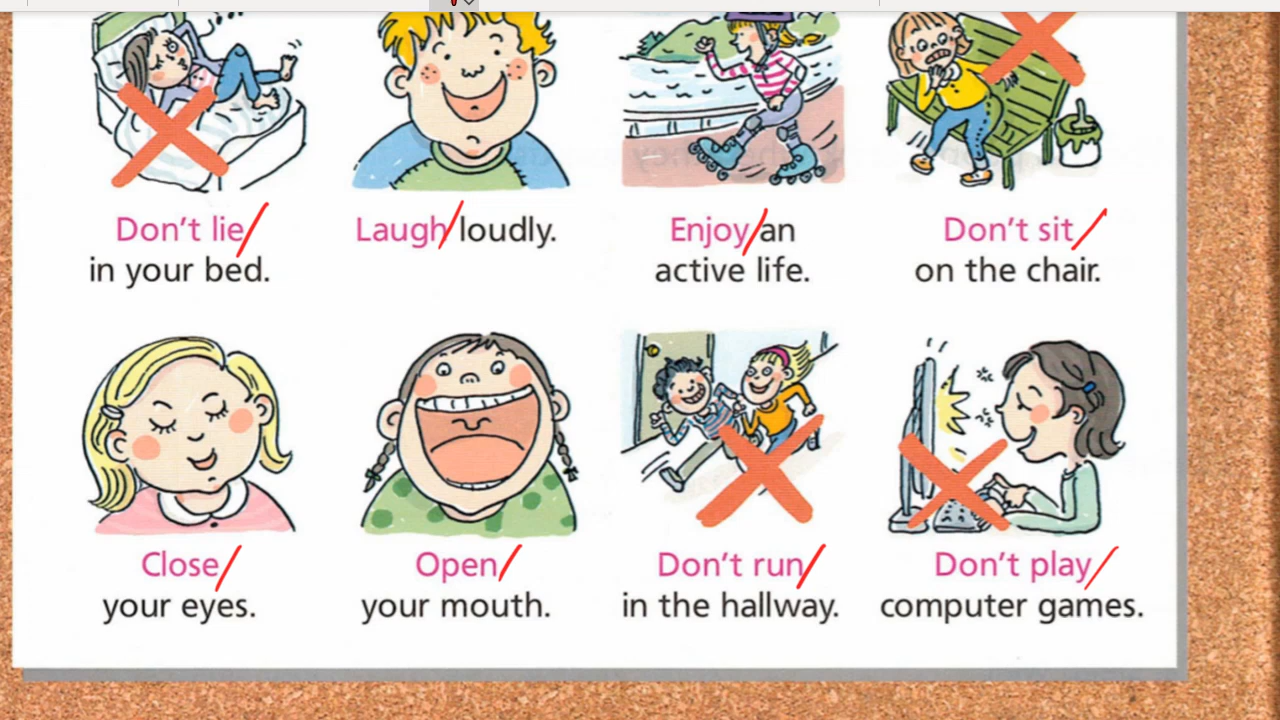 Don't lie
in your bed.
Laugh loudly.
Enjoy an
active life.
Don't sit
on the chair.
Close
your eyes.
Open
your mouth.
Don't run
in the hallway.
Don't play
computer games.